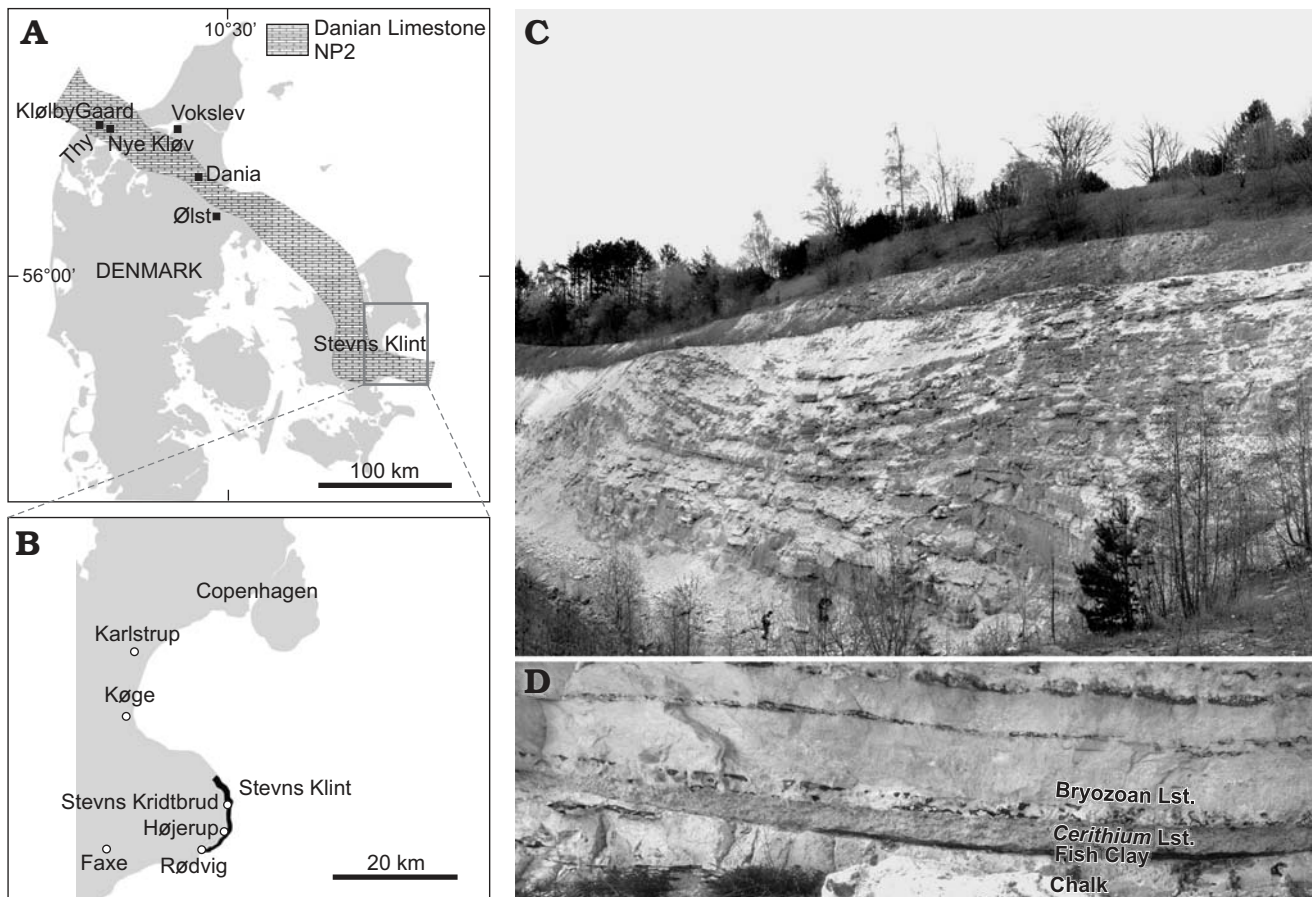 A
10°30'
Danian Limestone
NP2
KlølbyGaard
Vokslev
Thy
Nye Kløv
Dania
Ølst
56°00'
DENMARK
Stevns Klint
100 km
B
Copenhagen
Karlstrup
Køge
Stevns Klint
Stevns Kridtbrud
Højerup
Faxe
Rødvig
20 km
C
D
Bryozoan Lst.
Cerithium Lst.
Fish Clay
Chalk